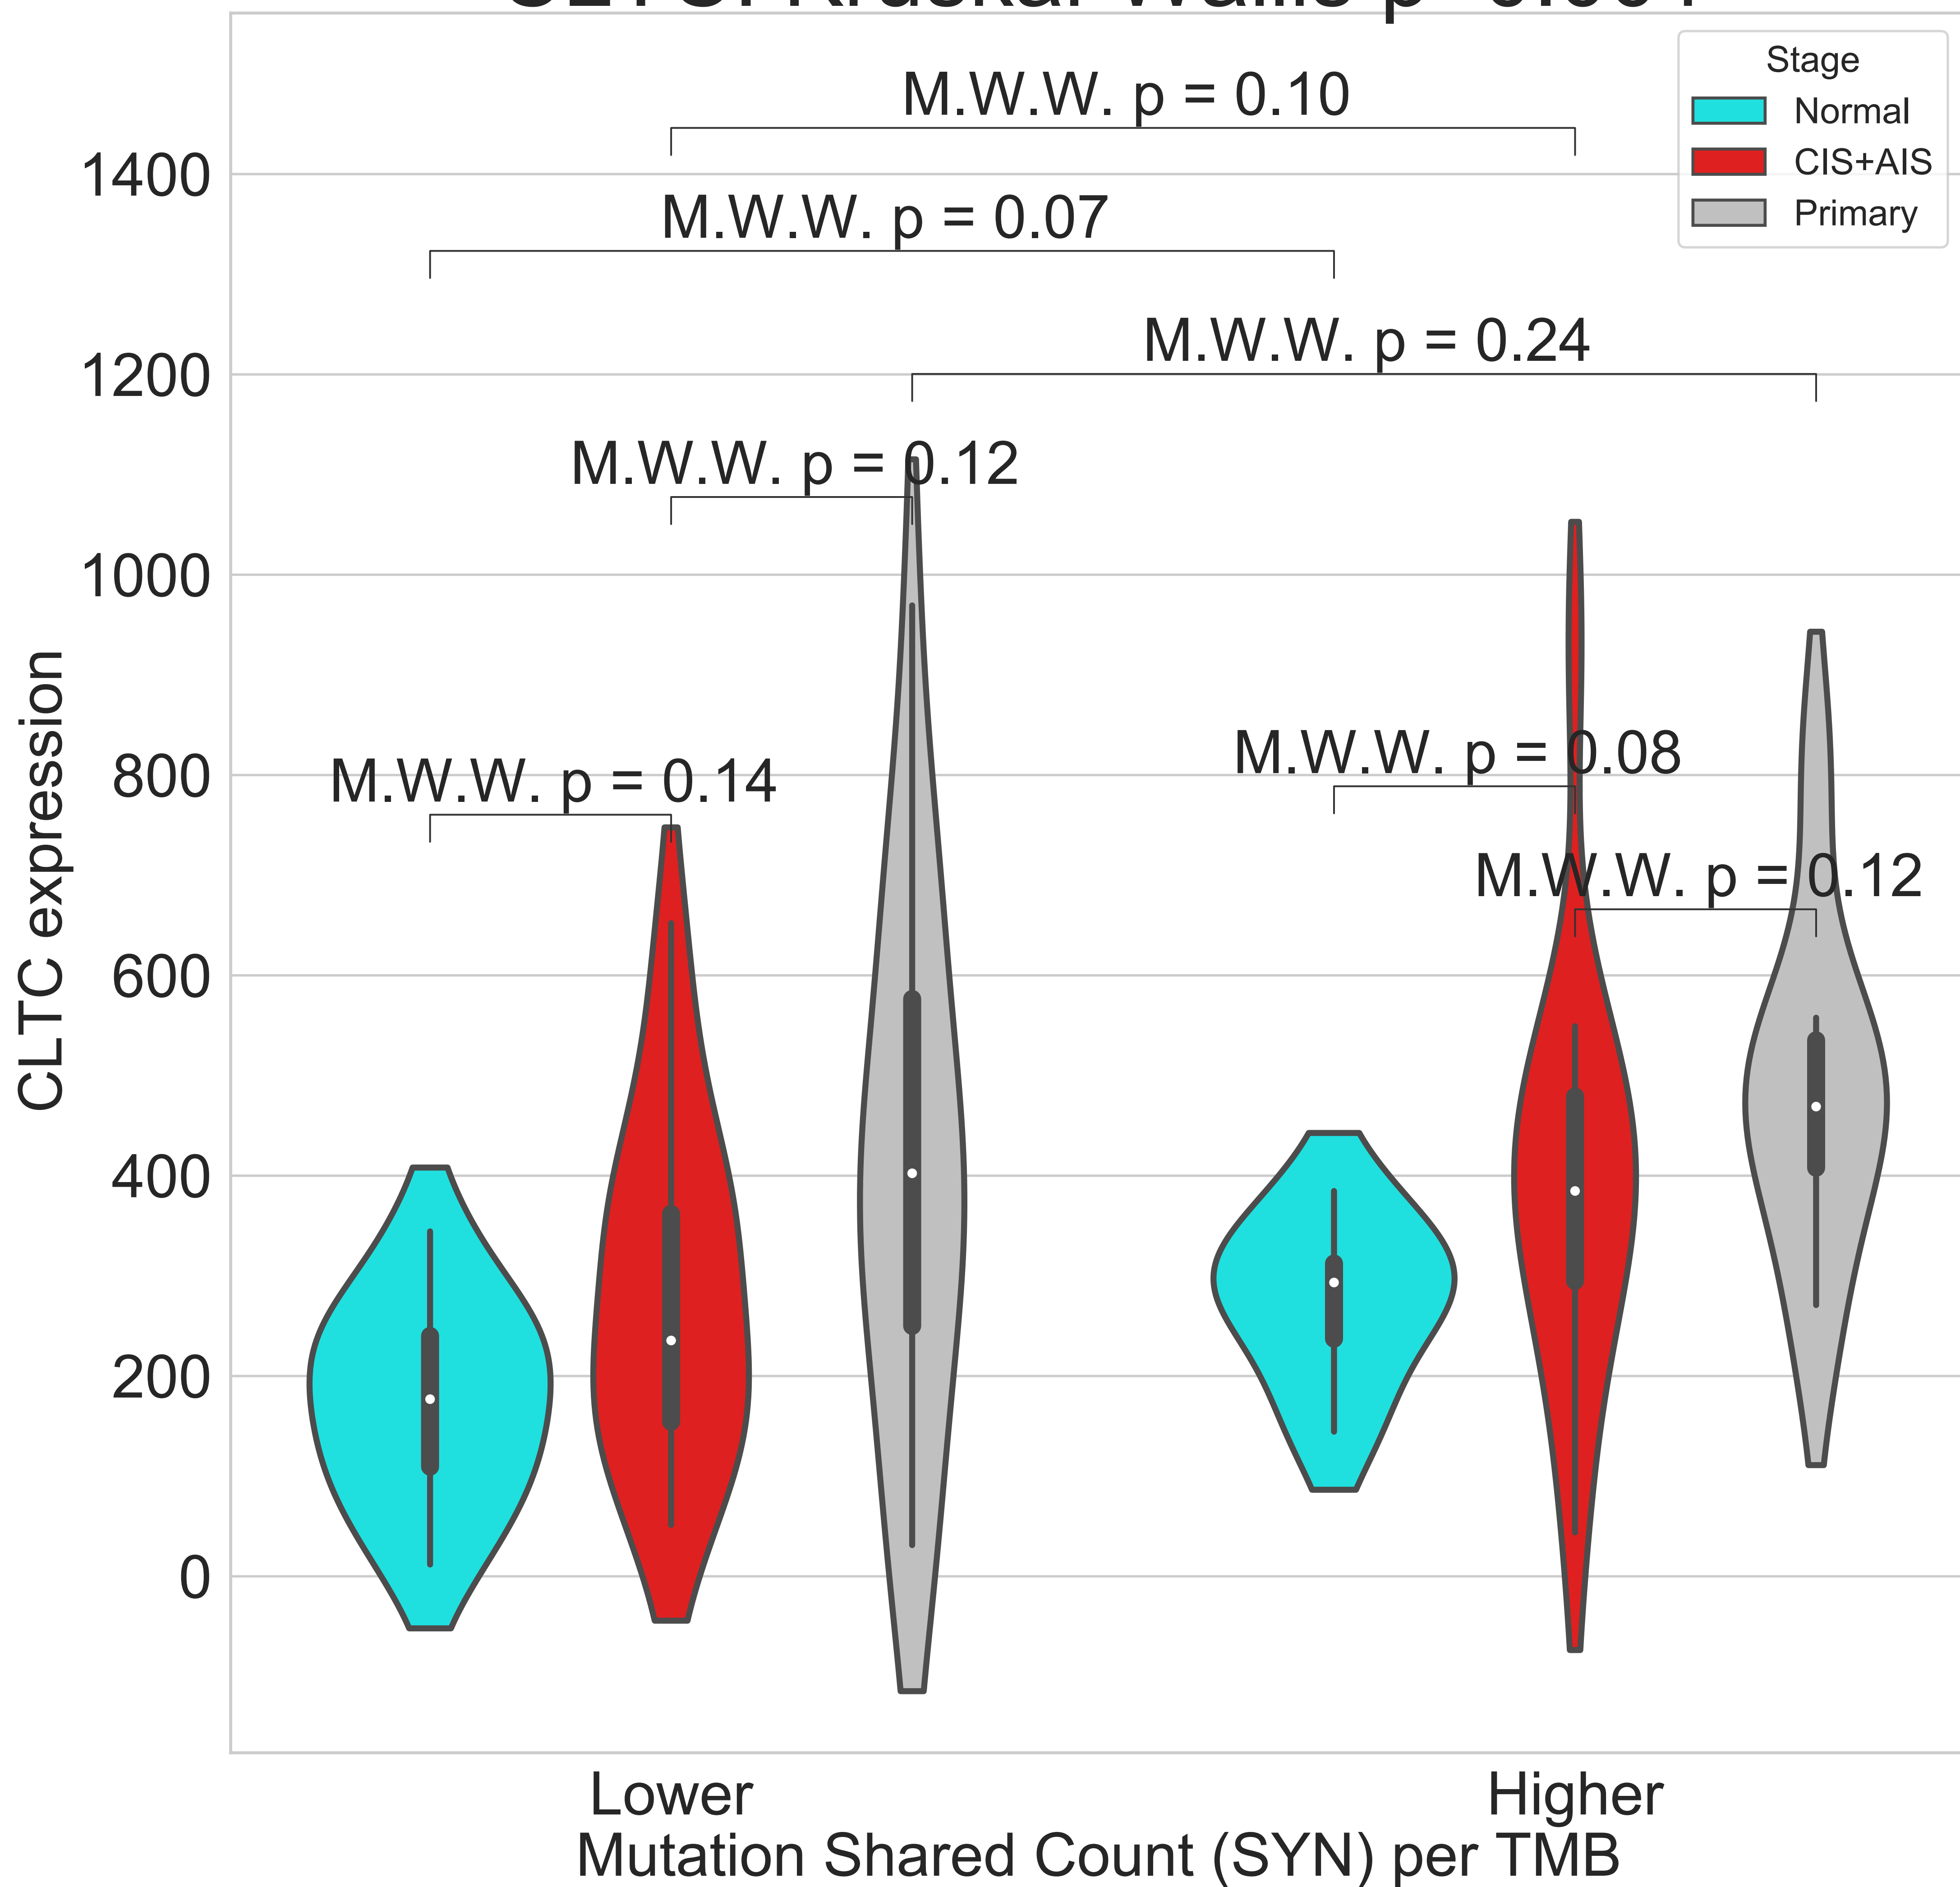 M.W.W. p = 0.10
M.W.W. p = 0.07
M.W.W. p = 0.24
M.W.W. p = 0.12
M.W.W. p = 0.14
M.W.W. p = 0.08
M.W.W. p = 0.12
Stage
Normal
CIS+AIS
Primary
1400
1200
1000
800
600
400
200
0
CLTC expression
Lower
Higher
Mutation Shared Count (SYN) per TMB